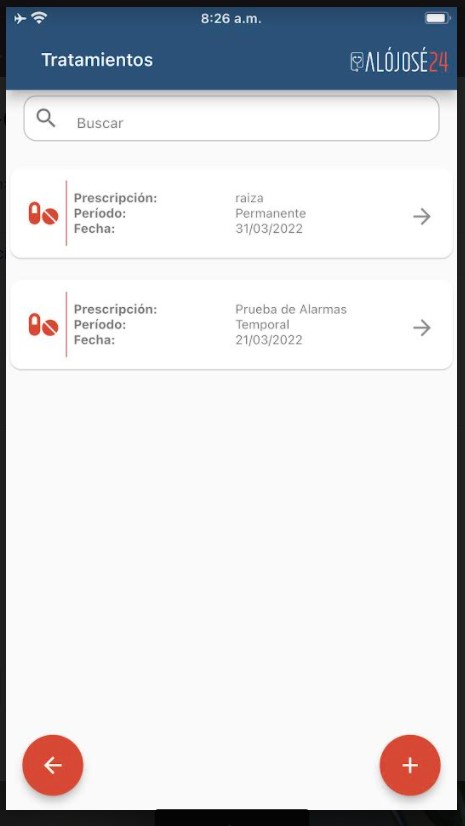 8:26 a.m.
Tratamientos
ALÓJOSÉ24
Buscar
Prescripción: raiza
Período: Permanente
Fecha: 31/03/2022
Prescripción: Prueba de Alarmas
Período: Temporal
Fecha: 21/03/2022